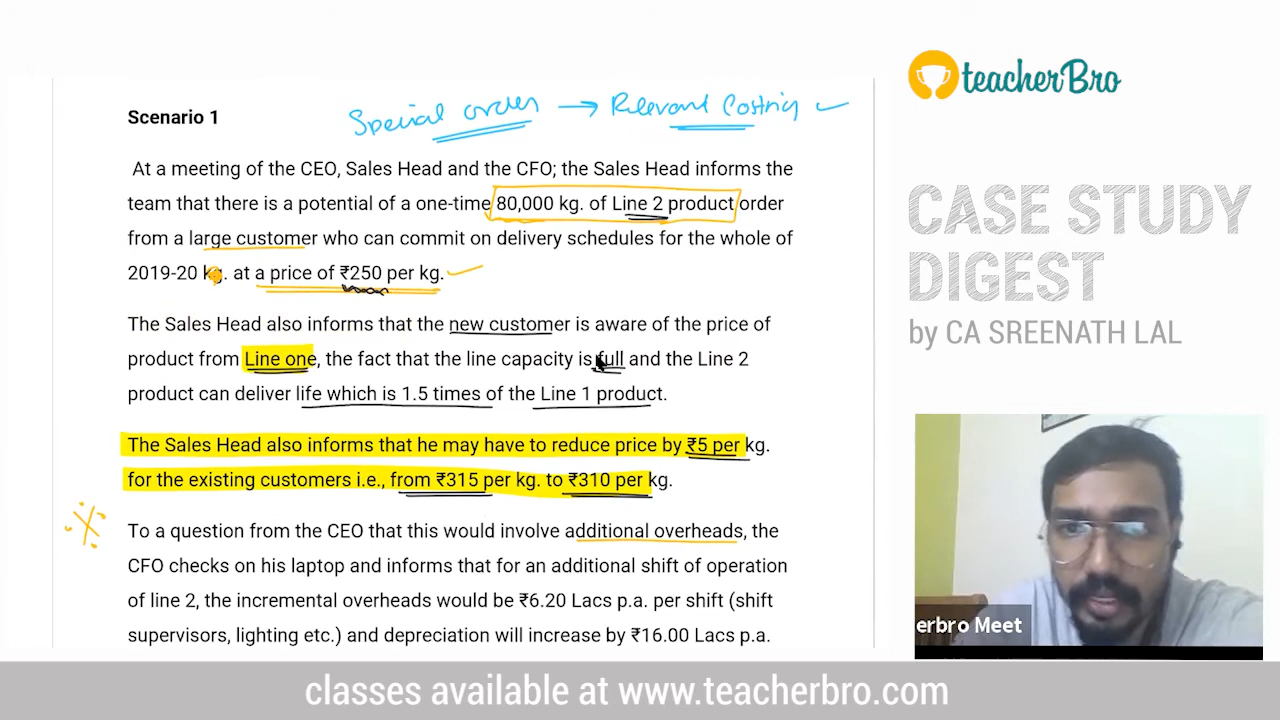 teacherBro
Special order → Relevant Costing
Scenario 1
At a meeting of the CEO, Sales Head and the CFO; the Sales Head informs the
team that there is a potential of a one-time 80,000 kg. of Line 2 product order
from a large customer who can commit on delivery schedules for the whole of
2019-20 kg. at a price of ₹250 per kg.
The Sales Head also informs that the new customer is aware of the price of
product from Line one, the fact that the line capacity is full and the Line 2
product can deliver life which is 1.5 times of the Line 1 product.
The Sales Head also informs that he may have to reduce price by ₹5 per kg.
for the existing customers i.e., from ₹315 per kg. to ₹310 per kg.
To a question from the CEO that this would involve additional overheads, the
CFO checks on his laptop and informs that for an additional shift of operation
of line 2, the incremental overheads would be ₹6.20 Lacs p.a. per shift (shift
supervisors, lighting etc.) and depreciation will increase by ₹16.00 Lacs p.a.
CASE STUDY
DIGEST
by CA SREENATH LAL
erbro Meet
classes available at www.teacherbro.com